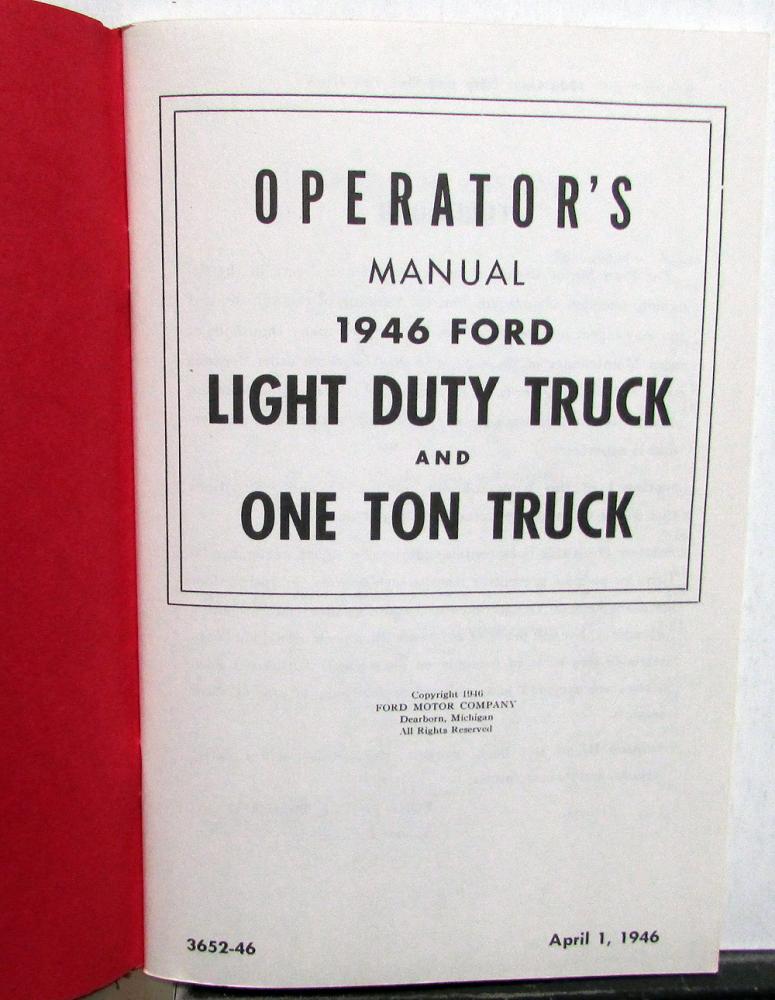 OPERATOR'S
MANUAL
1946 FORD
LIGHT DUTY TRUCK
AND
ONE TON TRUCK
Copyright 1946
FORD MOTOR COMPANY
Dearborn, Michigan
All Rights Reserved
3652-46
April 1, 1946